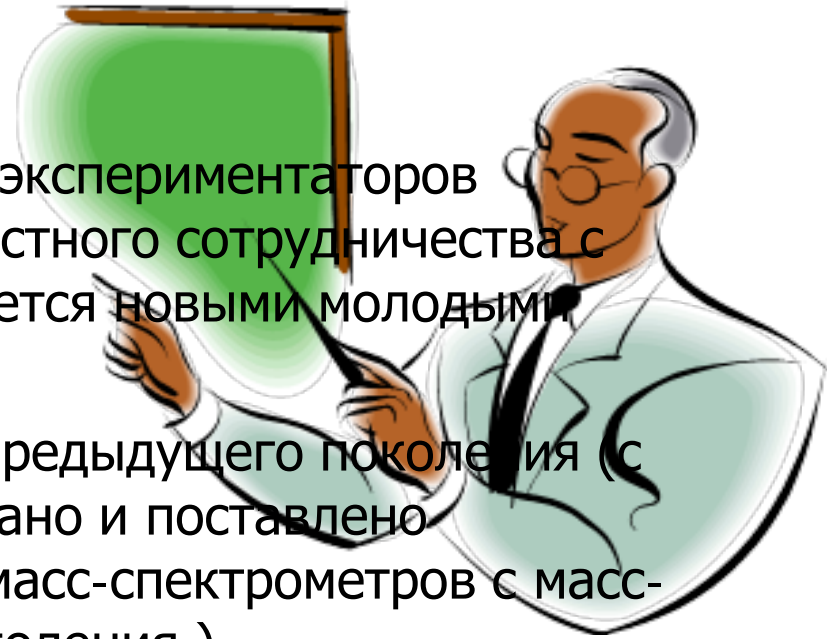 экспериментаторов
стного сотрудничества с
ется новыми молодыми
редыдущего поколения (с
ано и поставлено
масс-спектрометров с масс-